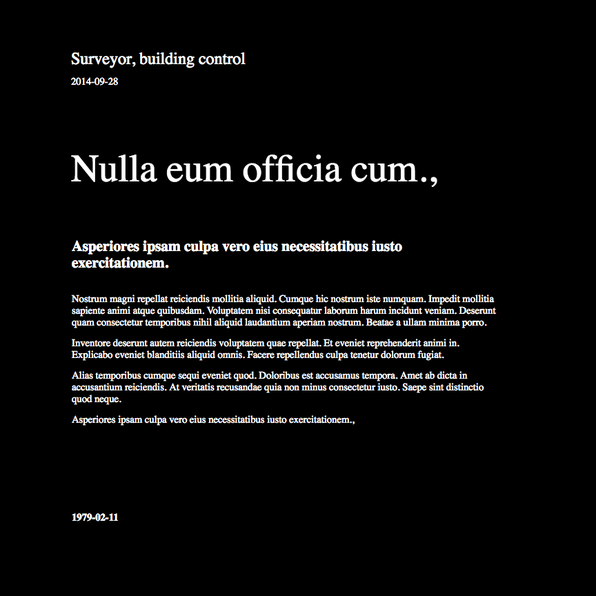 Surveyor, building control
2014-09-28
Nulla eum officia cum.,
Asperiores ipsam culpa vero eius necessitatibus iusto
exercitationem.
Nostrum magni repellat reiciendis mollitia aliquid. Cumque hic nostrum iste numquam. Impedit mollitia
sapiente animi atque quibusdam. Voluptatem nisi consequatur laborum harum incidunt veniam. Deserunt
quam consectetur temporibus nihil aliquid laudantium aperiam nostrum. Beatae a ullam minima porro.
Inventore deserunt autem reiciendis voluptatem quae repellat. Et eveniet reprehenderit animi in.
Explicabo eveniet blanditiis aliquid omnis. Facere repellendus culpa tenetur dolorum fugiat.
Alias temporibus cumque sequi eveniet quod. Doloribus est accusamus tempora. Amet ab dicta in
accusantium reiciendis. At veritatis recusandae quia non minus consectetur iusto. Saepe sint distinctio
quod neque.
Asperiores ipsam culpa vero eius necessitatibus iusto exercitationem.,
1979-02-11